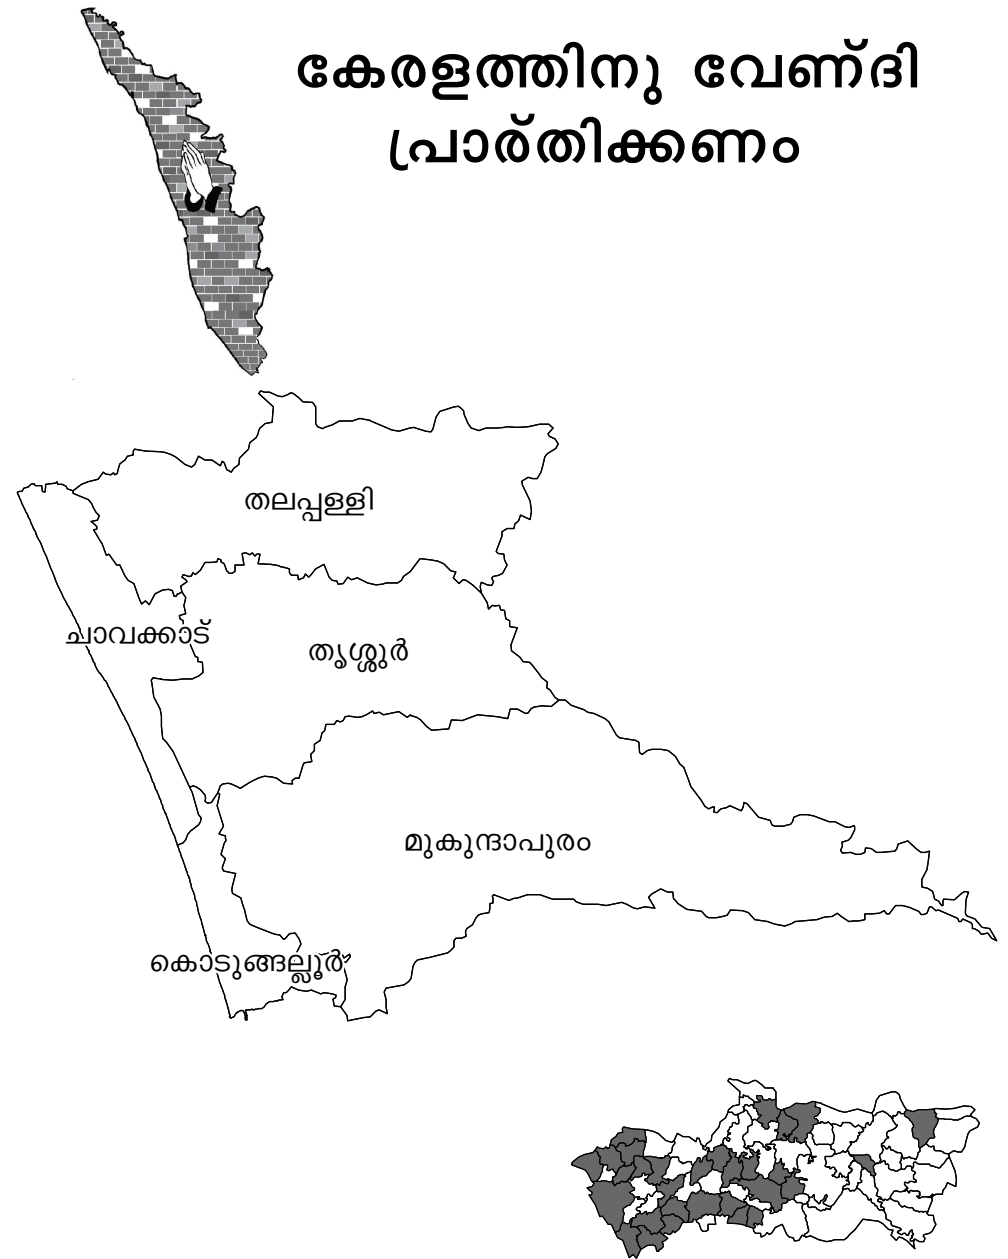 കേരളത്തിനു വേണ്‌ദി
പ്രാര്‌തിക്കണം
തലപ്പള്ളി
ചാവക്കാട്
തൃശ്ശൂർ
മുകുന്ദാപുരം
കൊടുങ്ങല്ലൂർ